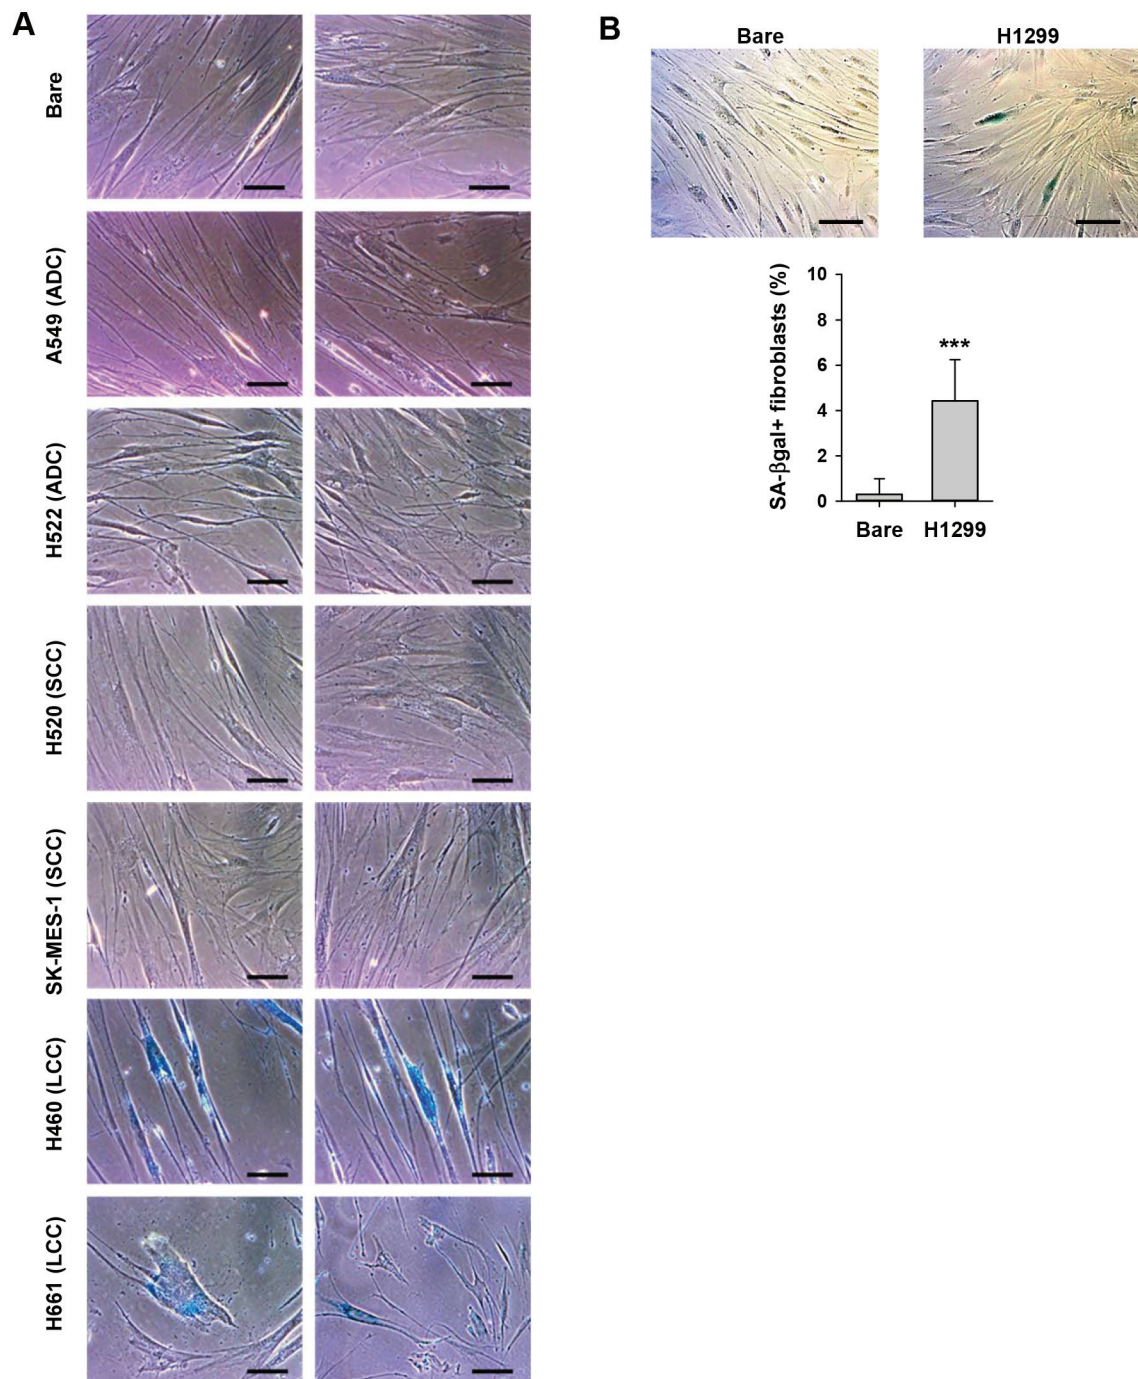 A
Bare
A549 (ADC)
H522 (ADC)
H520 (SCC)
SK-MES-1 (SCC)
H460 (LCC)
H661 (LCC)
B
Bare
H1299
SA-βgal+ fibroblasts (%)
10
8
6
4
2
0
***
Bare
H1299